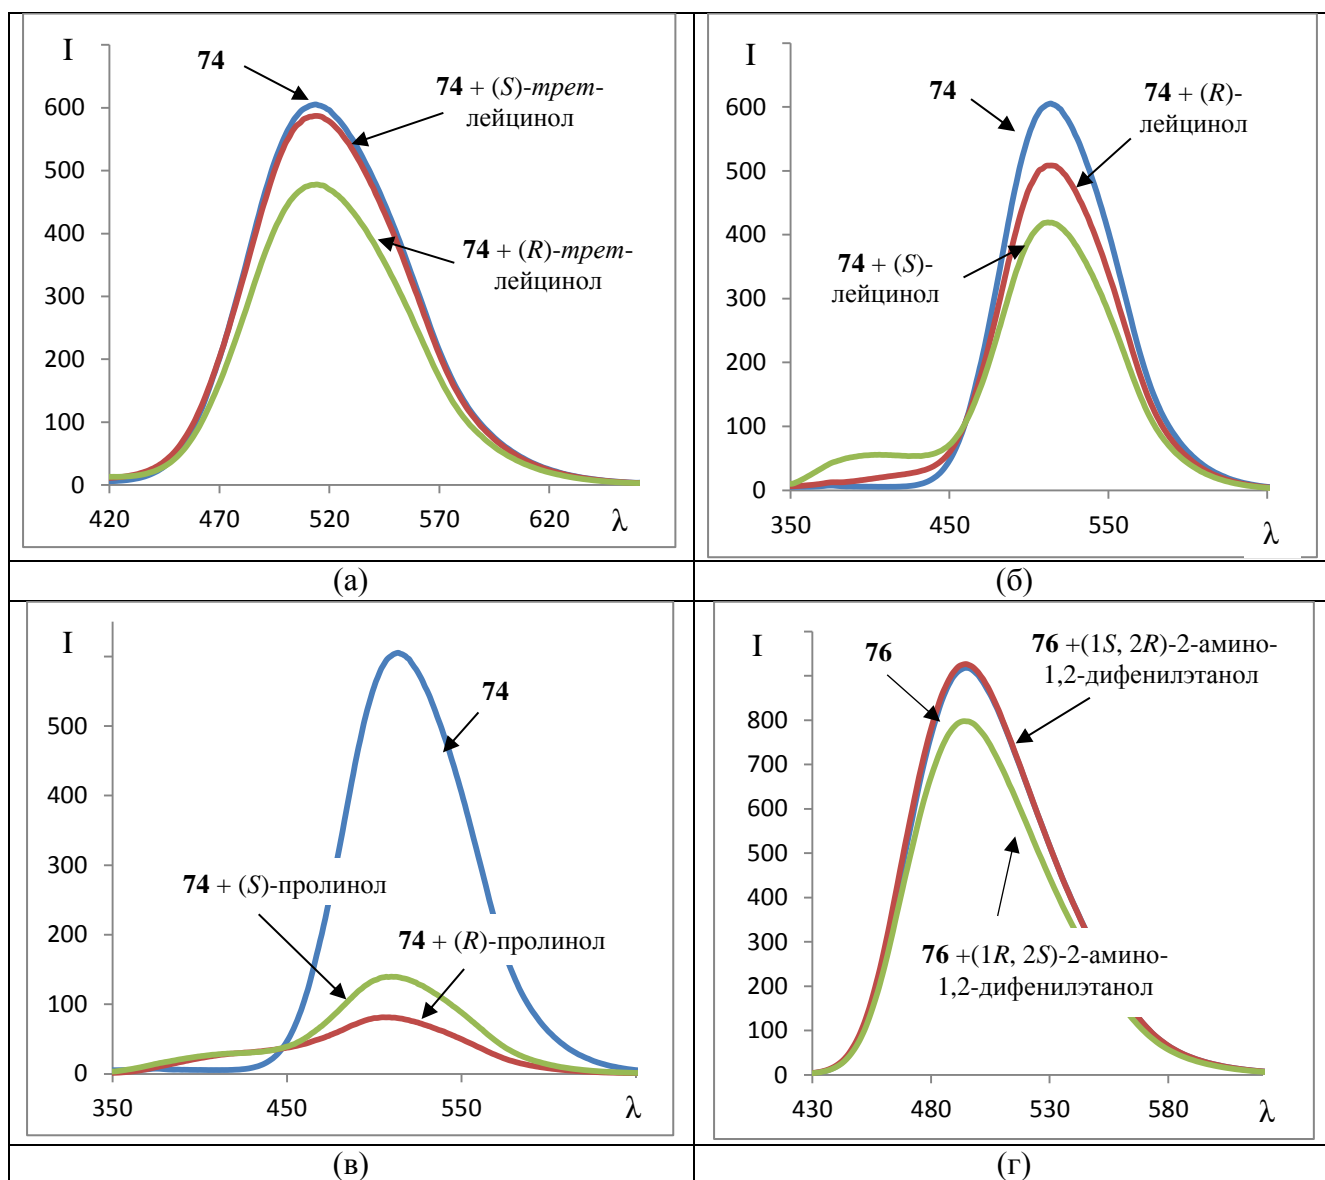 I
74
74 + (S)-трет-
лейцинол
74 + (R)-трет-
лейцинол
600
500
400
300
200
100
0
420
470
520
570
620
λ
(а)
I
74
74 + (R)-
лейцинол
74 + (S)-
лейцинол
600
500
400
300
200
100
0
350
450
550
λ
(б)
I
74
74 + (S)-пролинол
74 + (R)-пролинол
500
400
300
200
100
0
350
450
550
λ
(в)
I
76
76 +(1S, 2R)-2-амино-
1,2-дифенилэтанол
76 +(1R, 2S)-2-амино-
1,2-дифенилэтанол
800
700
600
500
400
300
200
100
0
430
480
530
580
λ
(г)